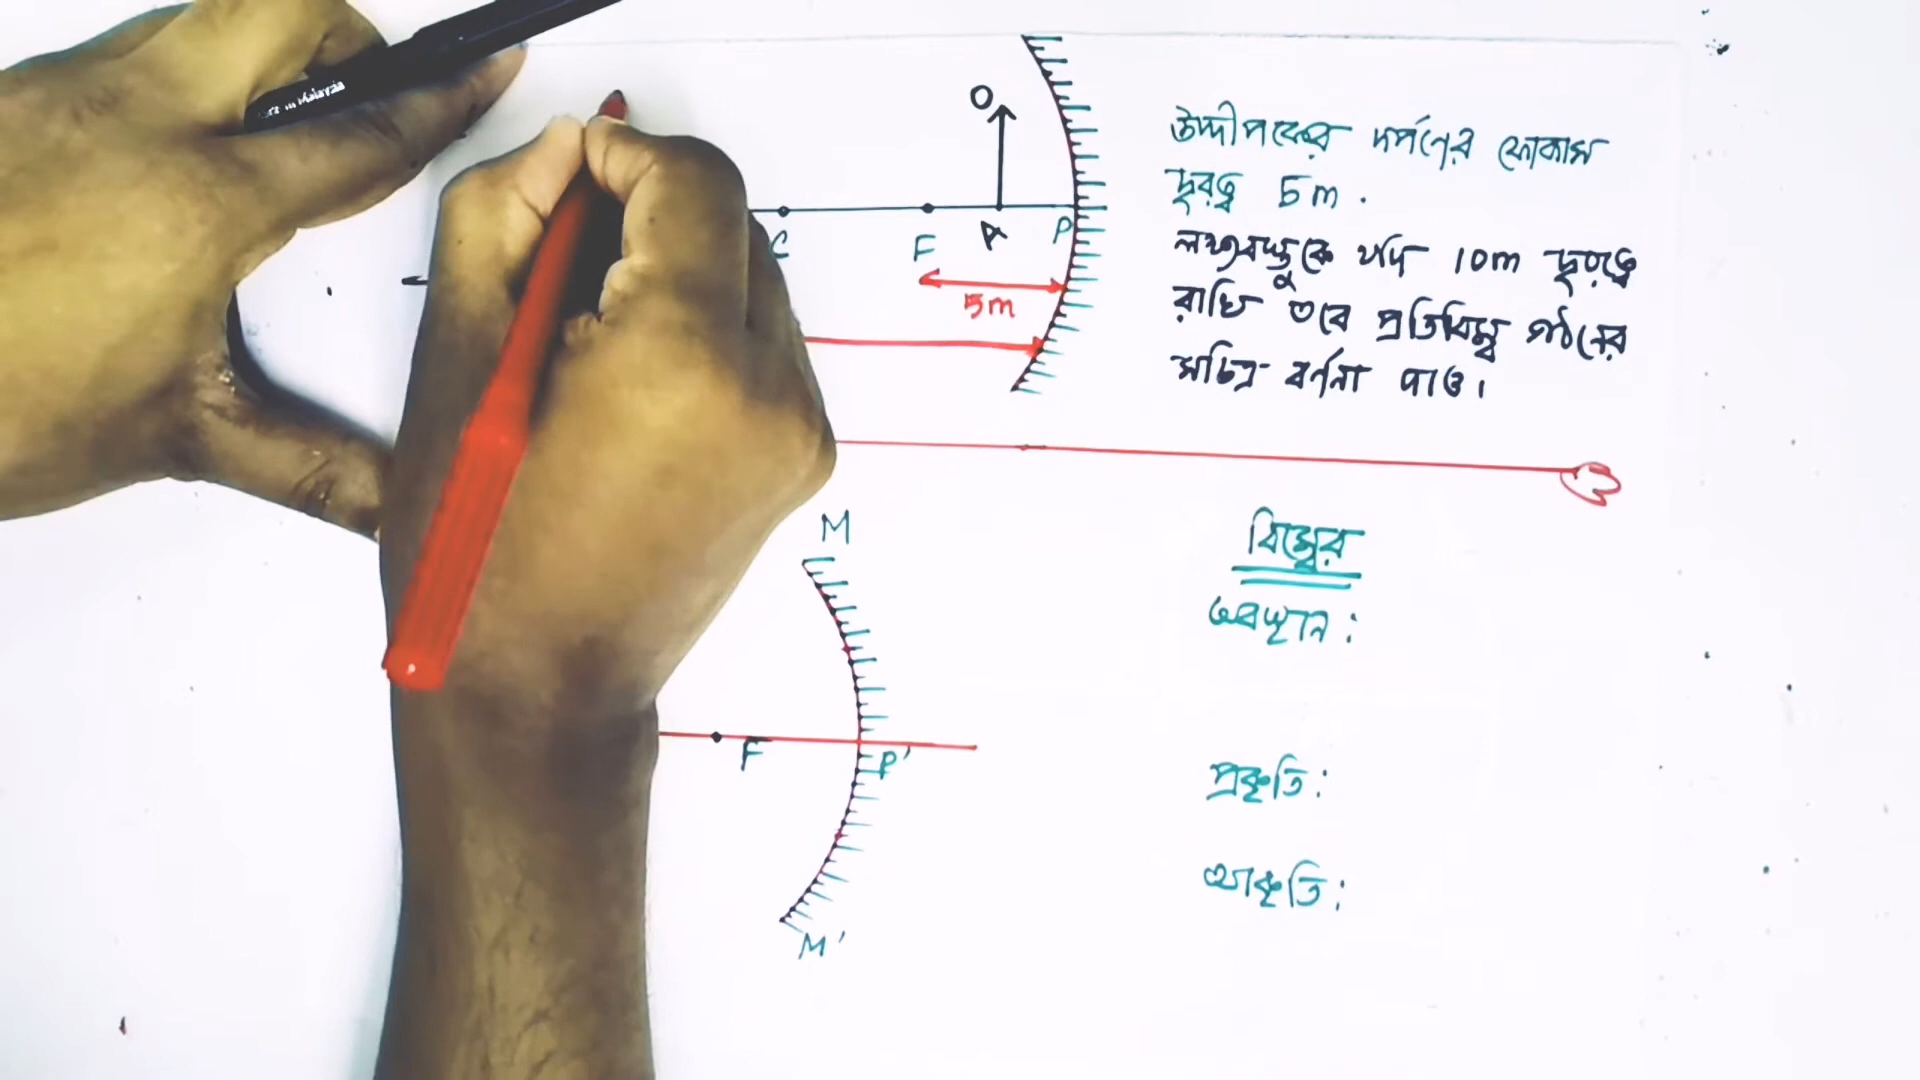 O
C F A P
5m
উদ্দীপকের দর্পণের ফোকাস
দূরত্ব 5m.
লক্ষ্যবস্তুকে যদি 10m দূরত্বে
রাখি তবে প্রতিবিম্ব গঠনের
সচিত্র বর্ণনা দাও।
M
F P'
M'
বিম্বের
অবস্থান:
প্রকৃতি:
আকৃতি: